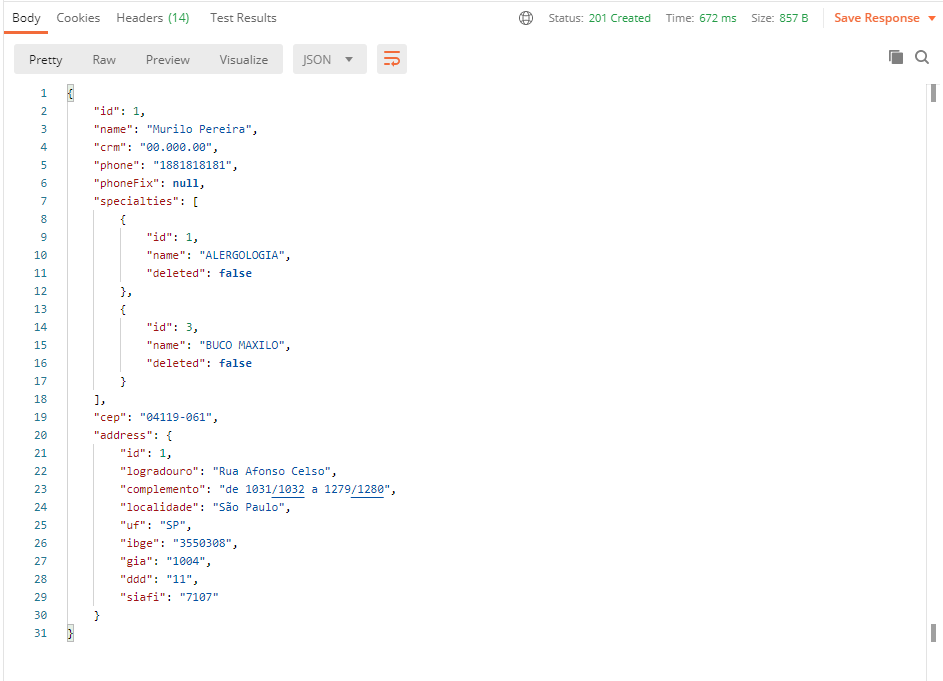 Body Cookies Headers (14) Test Results Status: 201 Created Time: 672 ms Size: 857 B Save Response
Pretty Raw Preview Visualize JSON
1 {
2 "id": 1,
3 "name": "Murilo Pereira",
4 "crm": "00.000.00",
5 "phone": "1881818181",
6 "phoneFix": null,
7 "specialties": [
8 {
9 "id": 1,
10 "name": "ALERGOLOGIA",
11 "deleted": false
12 },
13 {
14 "id": 3,
15 "name": "BUCO MAXILO",
16 "deleted": false
17 }
18 ],
19 "cep": "04119-061",
20 "address": {
21 "id": 1,
22 "logradouro": "Rua Afonso Celso",
23 "complemento": "de 1031/1032 a 1279/1280",
24 "localidade": "São Paulo",
25 "uf": "SP",
26 "ibge": "3550308",
27 "gia": "1004",
28 "ddd": "11",
29 "siafi": "7107"
30 }
31 }